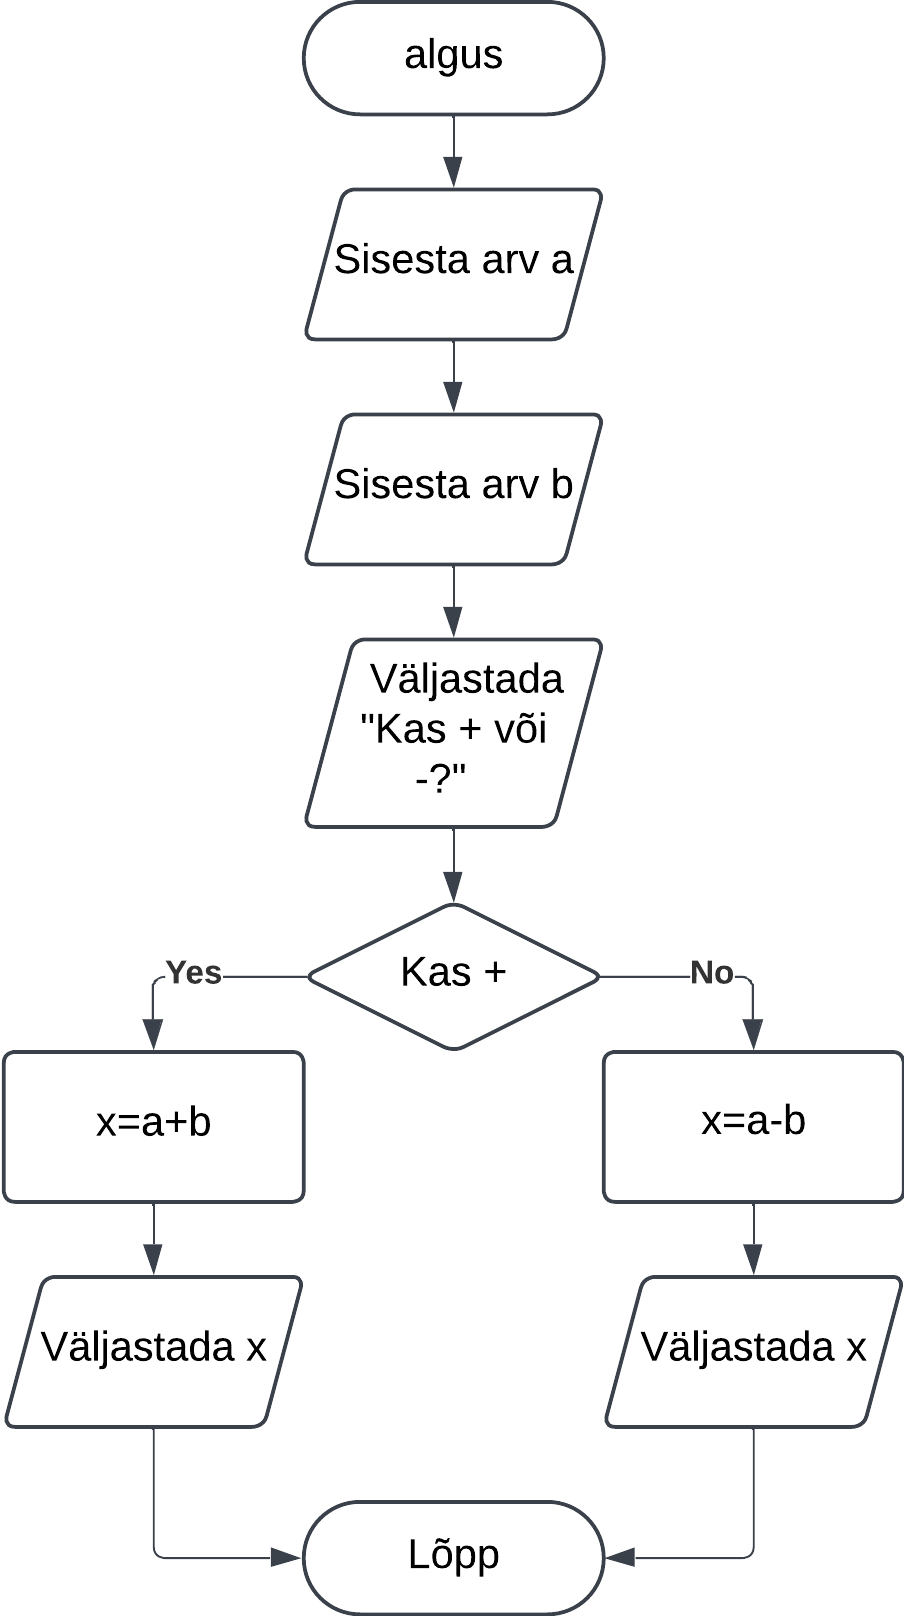 algus
Sisesta arv a
Sisesta arv b
Väljastada
"Kas + või
-?"
Kas +
Yes
No
x=a+b
x=a-b
Väljastada x
Väljastada x
Lõpp